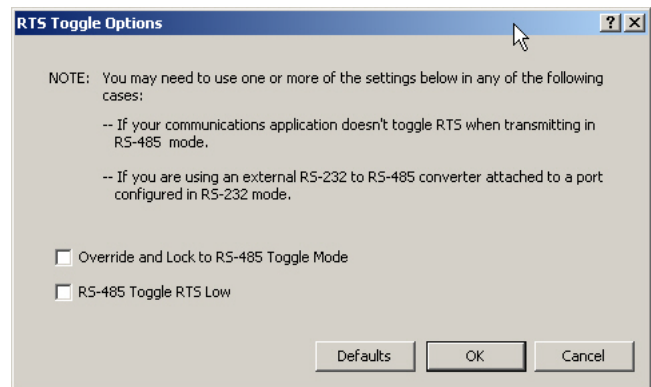 RTS Toggle Options
NOTE: You may need to use one or more of the settings below in any of the following
cases:
-- If your communications application doesn't toggle RTS when transmitting in
RS-485 mode.
-- If you are using an external RS-232 to RS-485 converter attached to a port
configured in RS-232 mode.
Override and Lock to RS-485 Toggle Mode
RS-485 Toggle RTS Low
Defaults OK Cancel